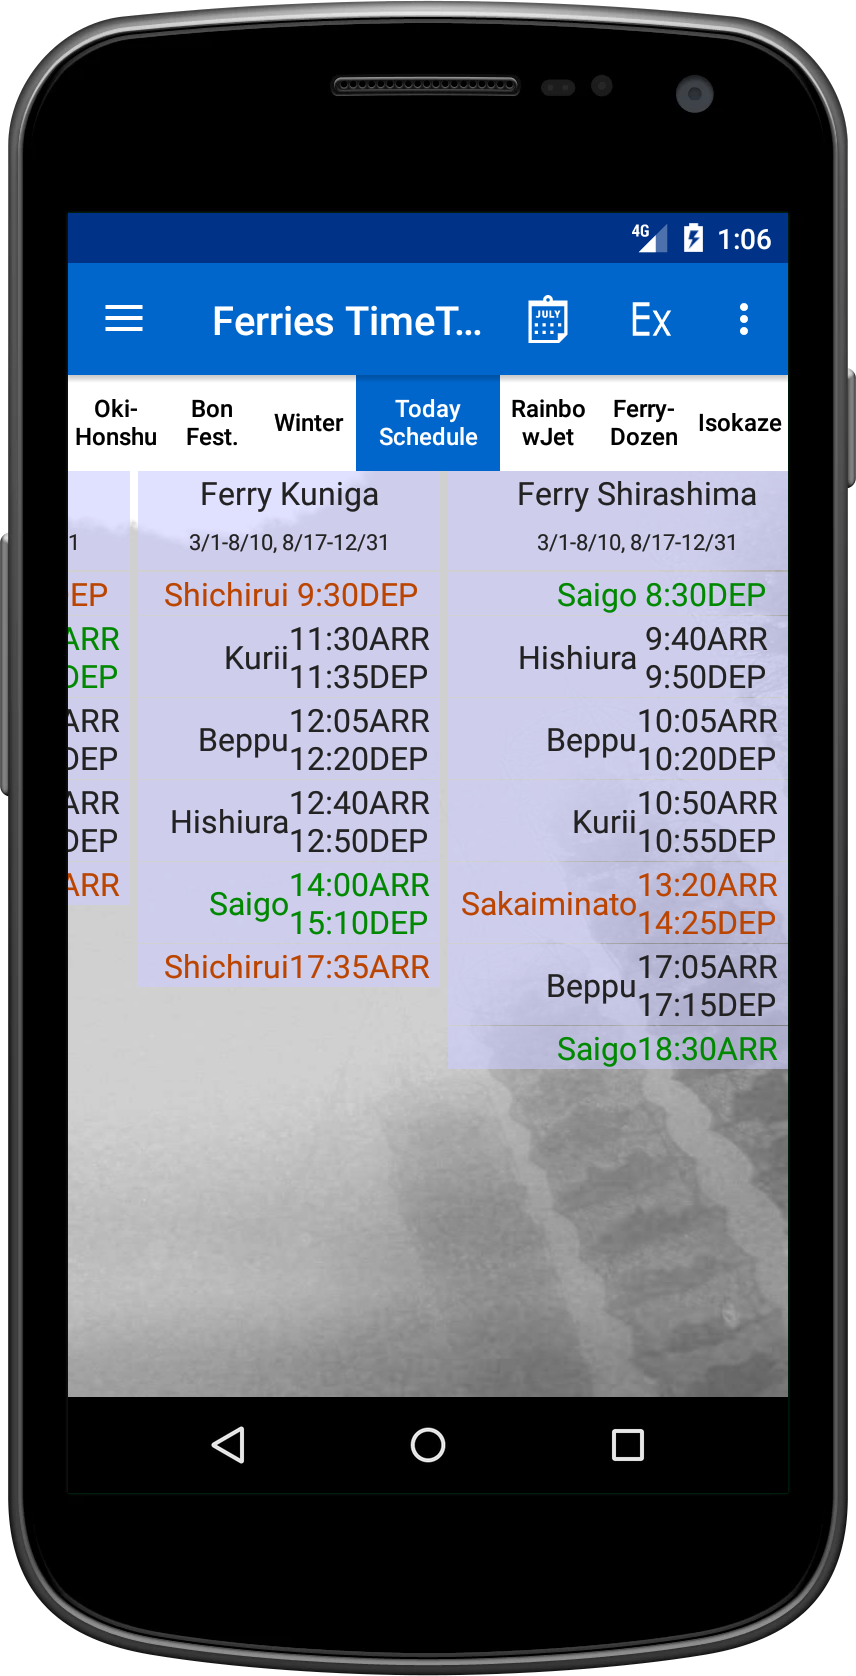 4G 1:06
Ferries TimeT... JULY Ex
Oki-
Honshu
Bon
Fest.
Winter
Today
Schedule
Rainbo
wJet
Ferry-
Dozen
Isokaze
1
EP
ARR
DEP
ARR
DEP
ARR
DEP
ARR
Ferry Kuniga
3/1-8/10, 8/17-12/31
Shichirui 9:30DEP
Kurii 11:30ARR
11:35DEP
Beppu 12:05ARR
12:20DEP
Hishiura 12:40ARR
12:50DEP
Saigo 14:00ARR
15:10DEP
Shichirui17:35ARR
Ferry Shirashima
3/1-8/10, 8/17-12/31
Saigo 8:30DEP
Hishiura 9:40ARR
9:50DEP
Beppu 10:05ARR
10:20DEP
Kurii 10:50ARR
10:55DEP
Sakaiminato 13:20ARR
14:25DEP
Beppu 17:05ARR
17:15DEP
Saigo18:30ARR